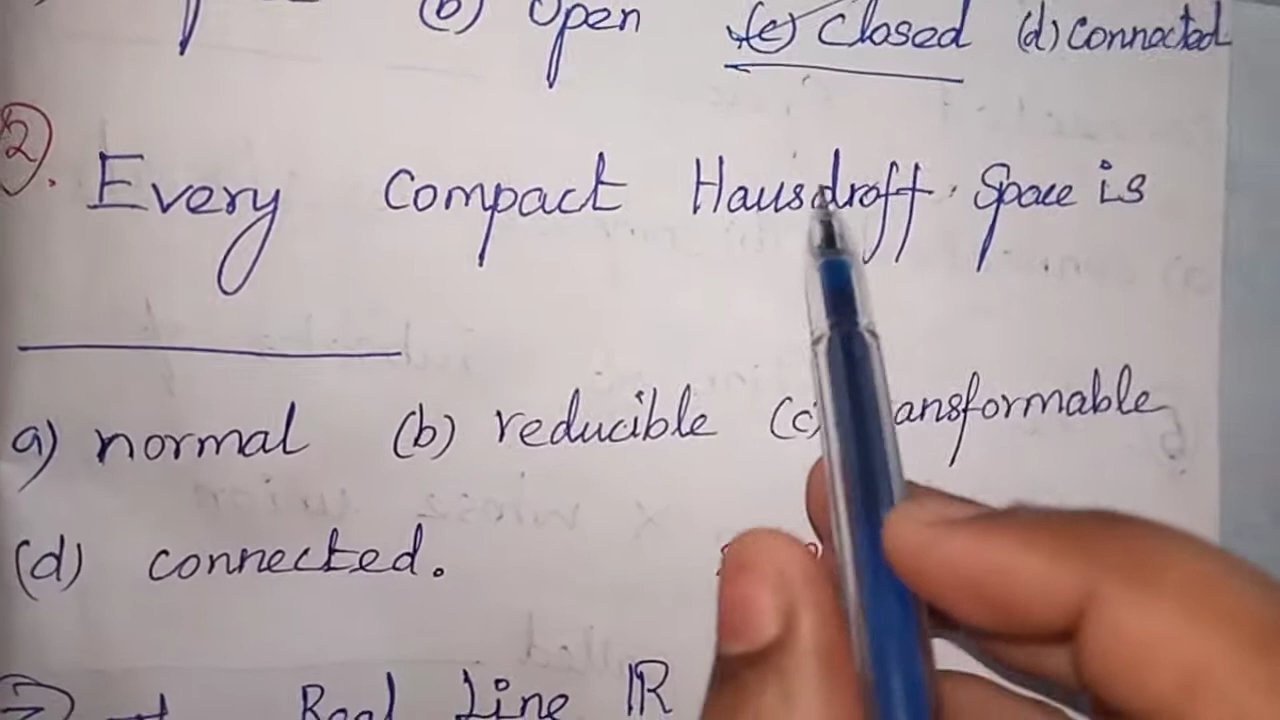 (b) Open (c) Closed (d) connected
2. Every Compact Hausdroff Space is
a) normal (b) reducible (c) ansformable
(d) connected.
Real Line IR